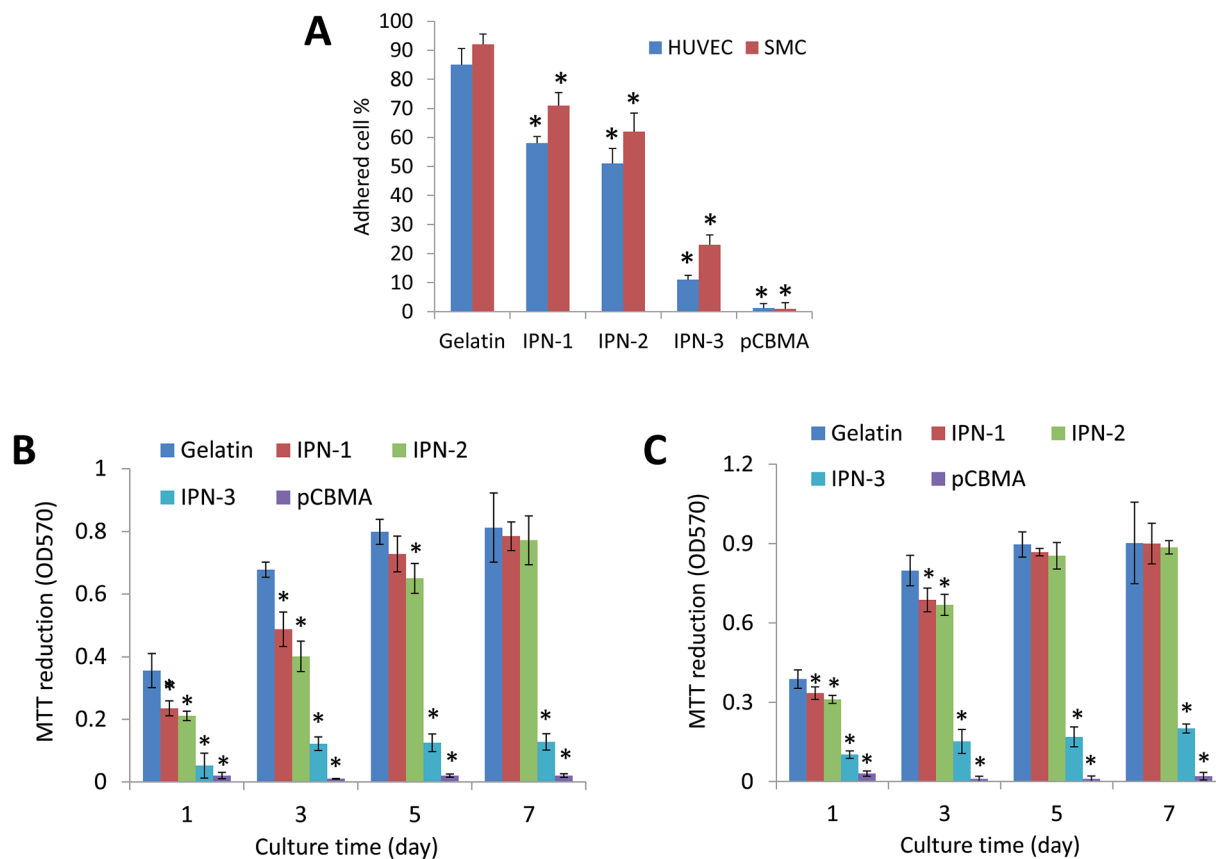 A
HUVEC SMC
Adhered cell %
100
90
80
70
60
50
40
30
20
10
0
* * * * * * * *
Gelatin IPN-1 IPN-2 IPN-3 pCBMA
B
Gelatin IPN-1 IPN-2
IPN-3 pCBMA
MTT reduction (OD570)
1
0.8
0.6
0.4
0.2
0
* * * * * * * * * * * * *
1 3 5 7
Culture time (day)
C
Gelatin IPN-1 IPN-2
IPN-3 pCBMA
MTT reduction (OD570)
1.2
0.9
0.6
0.3
0
* * * * * * * * * * * *
1 3 5 7
Culture time (day)